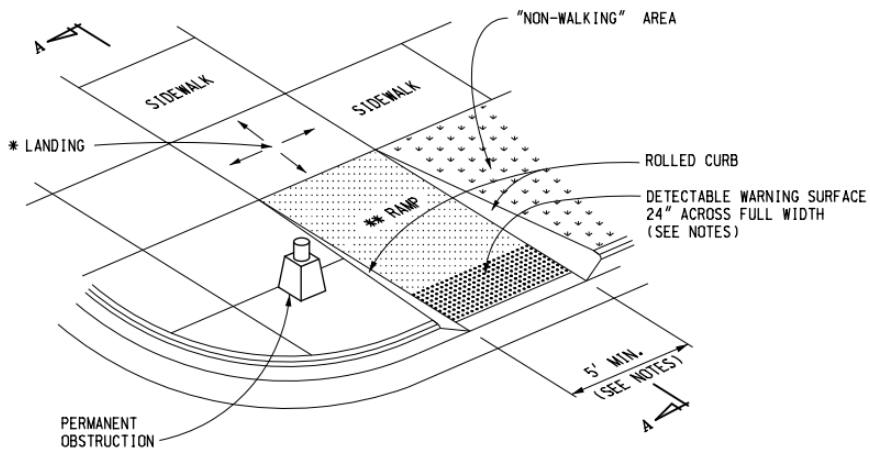 "NON-WALKING" AREA
A
SIDEWALK
SIDEWALK
* LANDING
ROLLED CURB
DETECTABLE WARNING SURFACE
24" ACROSS FULL WIDTH
(SEE NOTES)
** RAMP
5' MIN.
(SEE NOTES)
A
PERMANENT
OBSTRUCTION